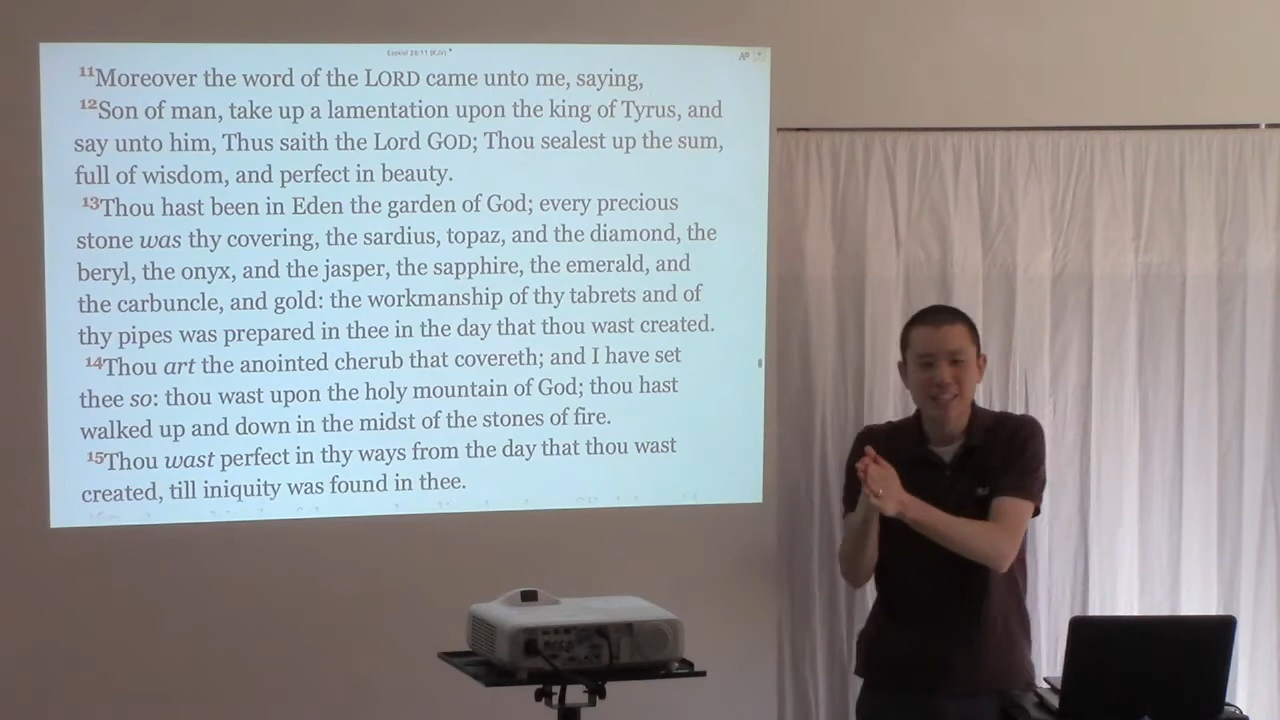 Ezekiel 28:11 (KJV)
11Moreover the word of the LORD came unto me, saying,
12Son of man, take up a lamentation upon the king of Tyrus, and
say unto him, Thus saith the Lord GOD; Thou sealest up the sum,
full of wisdom, and perfect in beauty.
13Thou hast been in Eden the garden of God; every precious
stone was thy covering, the sardius, topaz, and the diamond, the
beryl, the onyx, and the jasper, the sapphire, the emerald, and
the carbuncle, and gold: the workmanship of thy tabrets and of
thy pipes was prepared in thee in the day that thou wast created.
14Thou art the anointed cherub that covereth; and I have set
thee so: thou wast upon the holy mountain of God; thou hast
walked up and down in the midst of the stones of fire.
15Thou wast perfect in thy ways from the day that thou wast
created, till iniquity was found in thee.